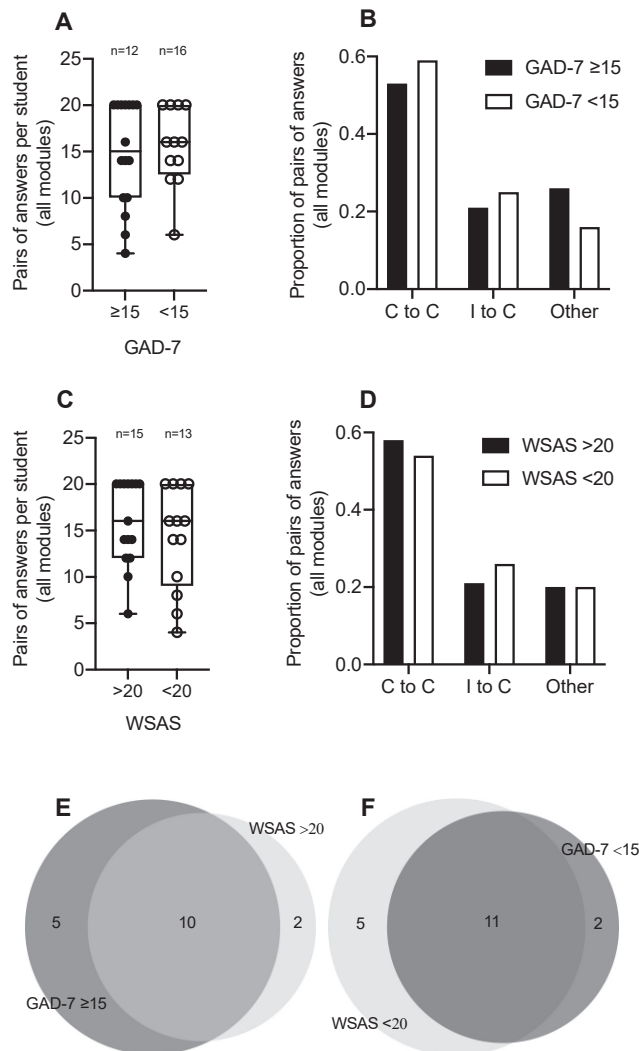 A
n=12 n=16
Pairs of answers per student
(all modules)
25
20
15
10
5
0
≥15 <15
GAD-7
B
Proportion of pairs of answers
(all modules)
0.6
0.4
0.2
0.0
GAD-7 ≥15
GAD-7 <15
C to C I to C Other
C
n=15 n=13
Pairs of answers per student
(all modules)
25
20
15
10
5
0
>20 <20
WSAS
D
Proportion of pairs of answers
(all modules)
0.6
0.4
0.2
0.0
WSAS >20
WSAS <20
C to C I to C Other
E
WSAS >20
5 10 2
GAD-7 ≥15
F
GAD-7 <15
5 11 2
WSAS <20